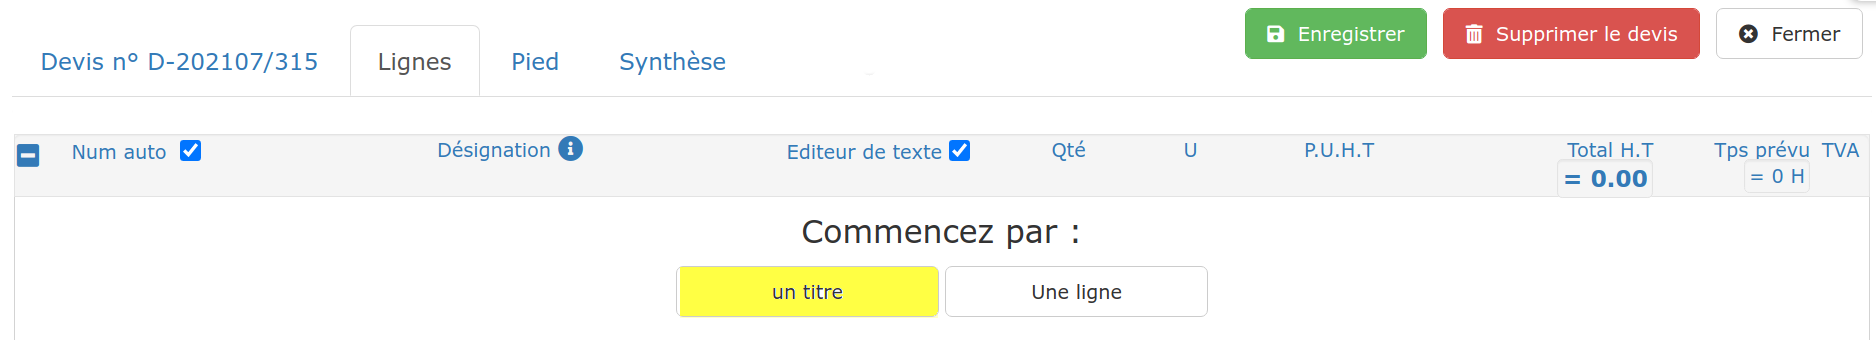 Devis n° D-202107/315 Lignes Pied Synthèse Enregistrer Supprimer le devis Fermer
Num auto Désignation Editeur de texte Qté U P.U.H.T Total H.T Tps prévu TVA
= 0.00 = 0 H
Commencez par :
un titre Une ligne